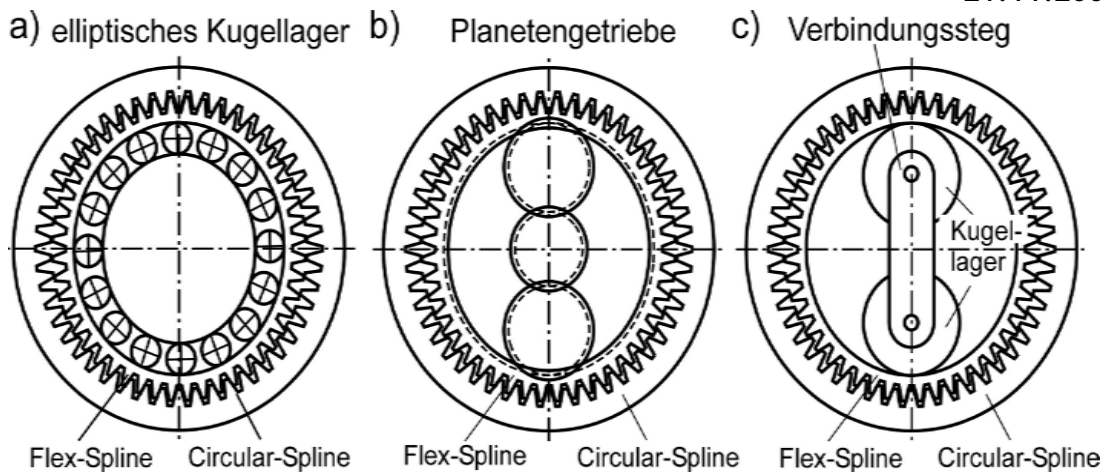 a) elliptisches Kugellager
b) Planetengetriebe
c) Verbindungssteg
Kugel-
lager
Flex-Spline
Circular-Spline
Flex-Spline
Circular-Spline
Flex-Spline
Circular-Spline